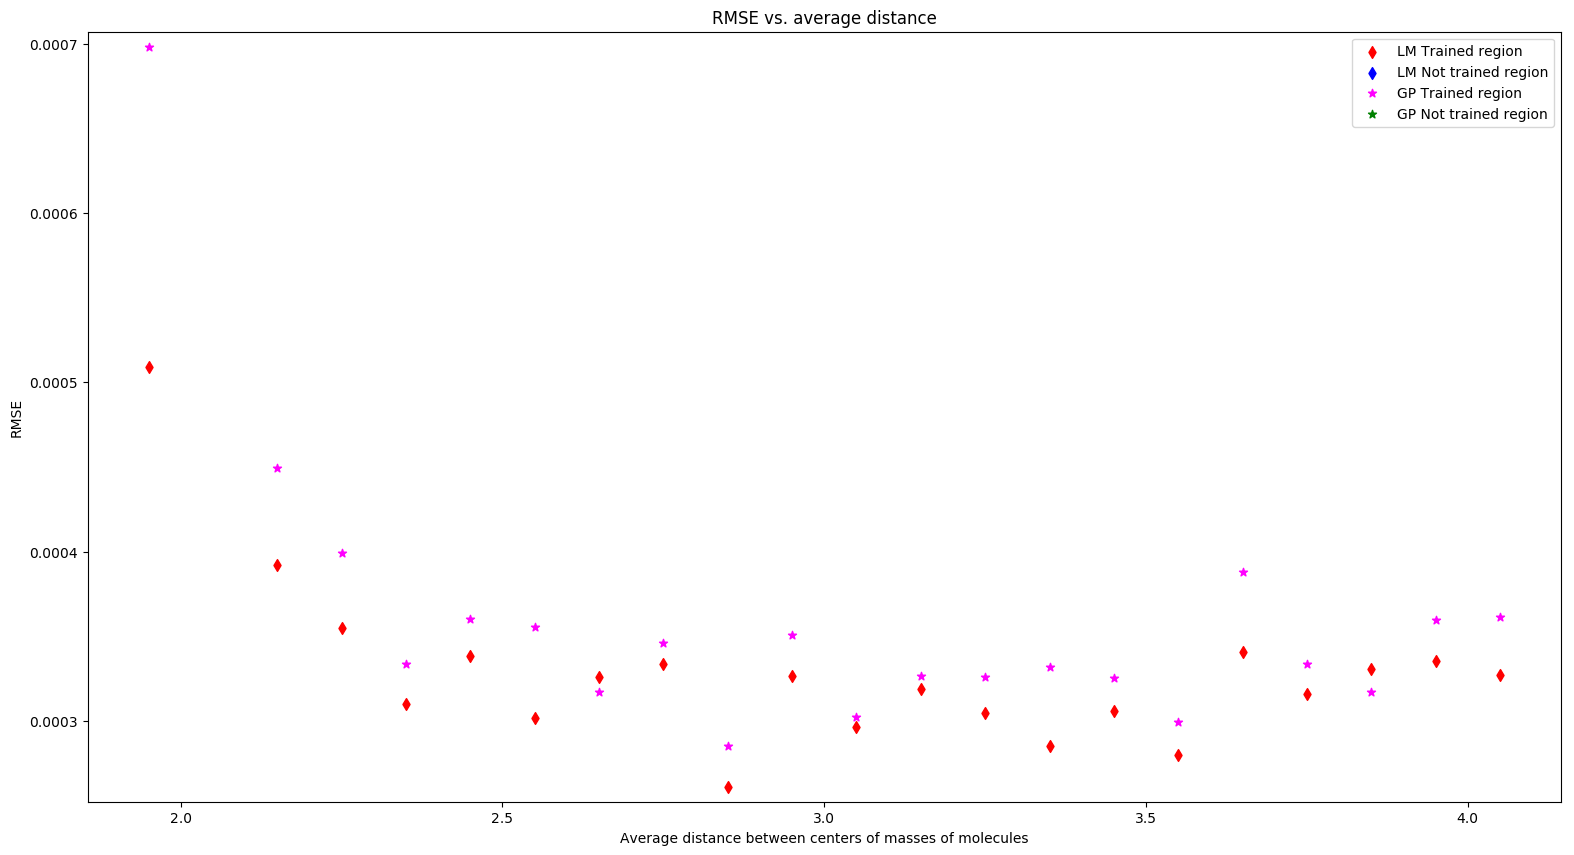 RMSE vs. average distance
LM Trained region
LM Not trained region
GP Trained region
GP Not trained region
RMSE
0.0007
0.0006
0.0005
0.0004
0.0003
2.0
2.5
3.0
3.5
4.0
Average distance between centers of masses of molecules